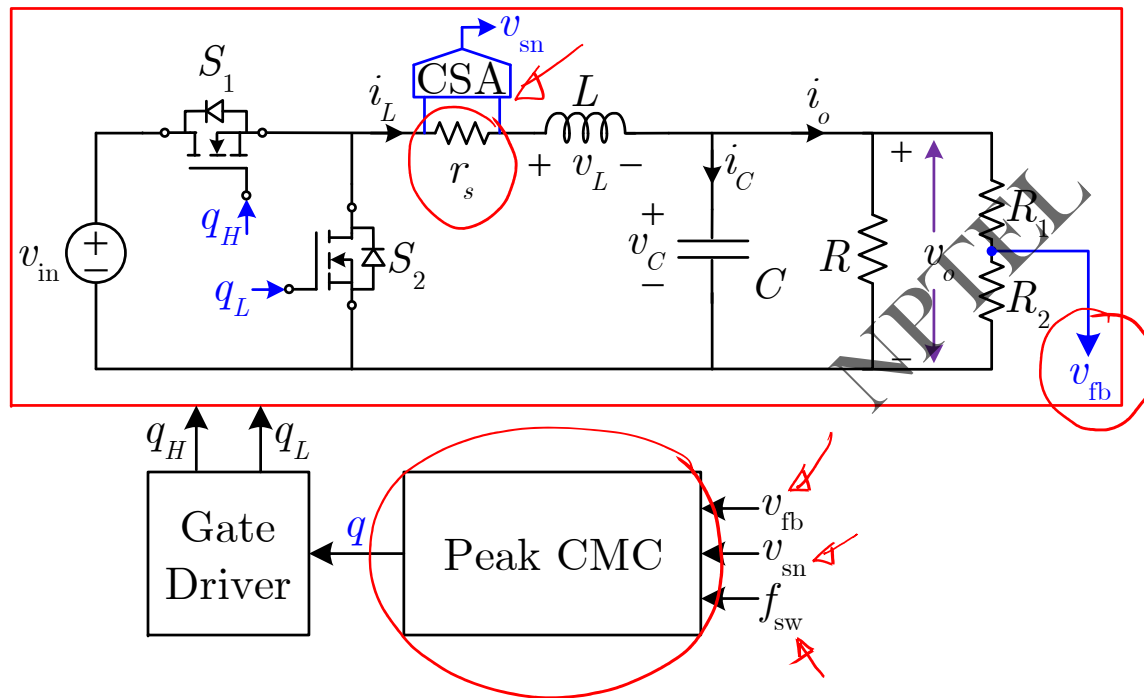 v_sn
S_1
CSA
i_L
L
i_o
+ v_L −
r_s
i_C
+
q_H
v_in
+
−
q_L
S_2
+
v_C
−
C
R
v_o
−
R_1
R_2
v_fb
NPTEL
q_H
q_L
Gate
Driver
q
Peak CMC
v_fb
v_sn
f_sw